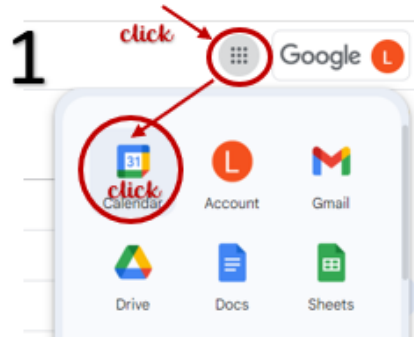 click
1
Google L
31
L
click
Calendar
Account
Gmail
Drive
Docs
Sheets